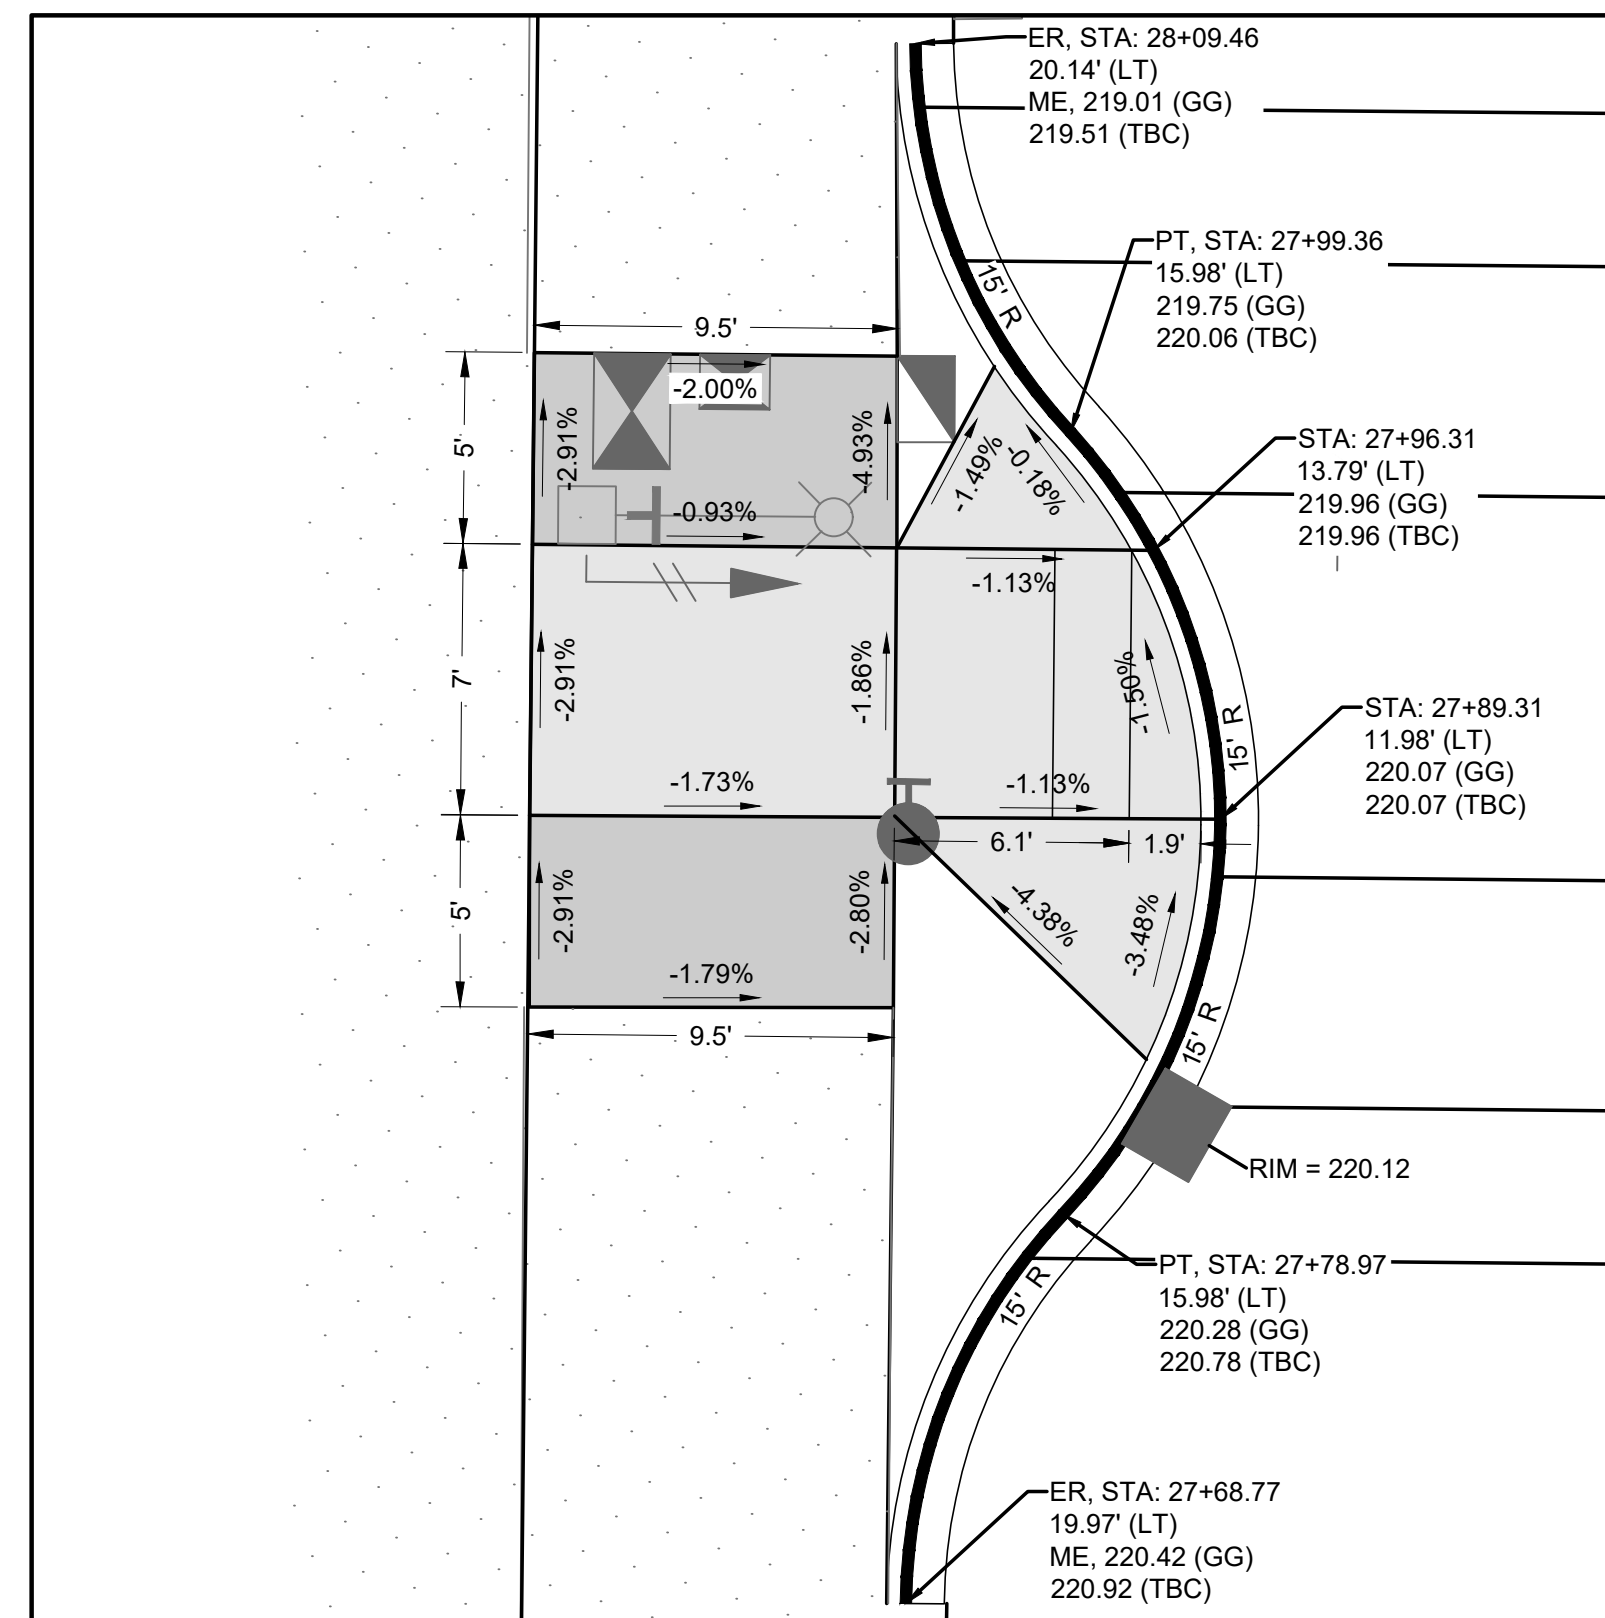 ER, STA: 28+09.46
20.14' (LT)
ME, 219.01 (GG)
219.51 (TBC)
PT, STA: 27+99.36
15.98' (LT)
219.75 (GG)
220.06 (TBC)
15' R
9.5'
-2.00%
5'
-2.91%
-4.93%
-1.49%
-0.18%
STA: 27+96.31
13.79' (LT)
219.96 (GG)
219.96 (TBC)
-0.93%
-1.13%
7'
-2.91%
-1.86%
-1.50%
STA: 27+89.31
11.98' (LT)
220.07 (GG)
220.07 (TBC)
15' R
-1.73%
-1.13%
6.1'
1.9'
5'
-2.91%
-2.80%
-4.38%
-3.48%
-1.79%
9.5'
15' R
RIM = 220.12
PT, STA: 27+78.97
15.98' (LT)
220.28 (GG)
220.78 (TBC)
15' R
ER, STA: 27+68.77
19.97' (LT)
ME, 220.42 (GG)
220.92 (TBC)